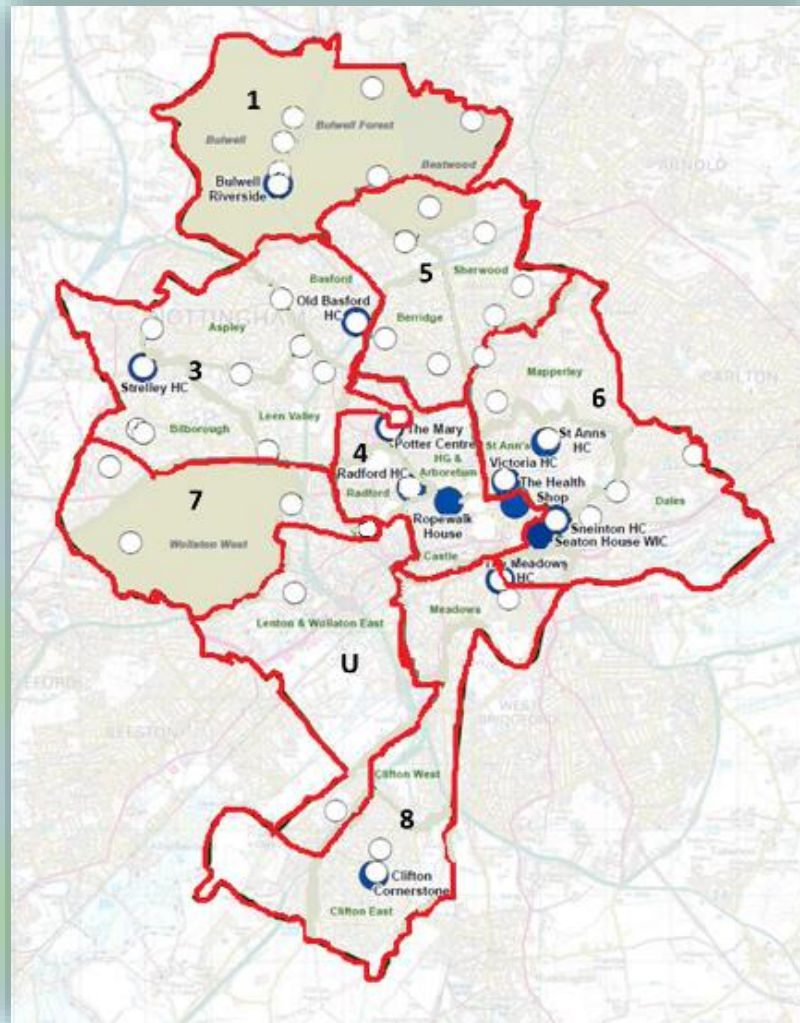 1
Bulwell
Bulwell Forest
Bestwood
Bulwell
Riverside
ARNOLD
5
Sherwood
Basford
Old Basford
HC
NOTTINGHAM
Aspley
Berridge
Strelley HC
3
Mapperley
CARLTON
6
Leen Valley
Bilborough
4
The Mary
Potter Centre
HG &
Arboretum
St Ann's
St Anns
HC
Victoria HC
Radford HC
Radford
The Health
Shop
Dales
7
Ropewalk
House
Sneinton HC
Seaton House WIC
Wollaton West
Castle
The Meadows
HC
Meadows
Lenton & Wollaton East
U
WEST
BRIDGFORD
Clifton West
8
Clifton
Cornerstone
Clifton East